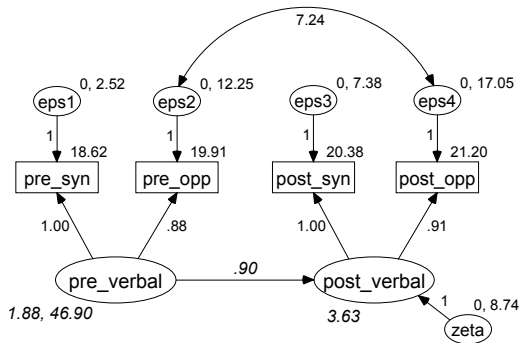 7.24
0, 2.52
0, 12.25
0, 7.38
0, 17.05
eps1
eps2
eps3
eps4
1
1
1
1
18.62
19.91
20.38
21.20
pre_syn
pre_opp
post_syn
post_opp
1.00
.88
1.00
.91
pre_verbal
.90
post_verbal
1.88, 46.90
3.63
1
0, 8.74
zeta